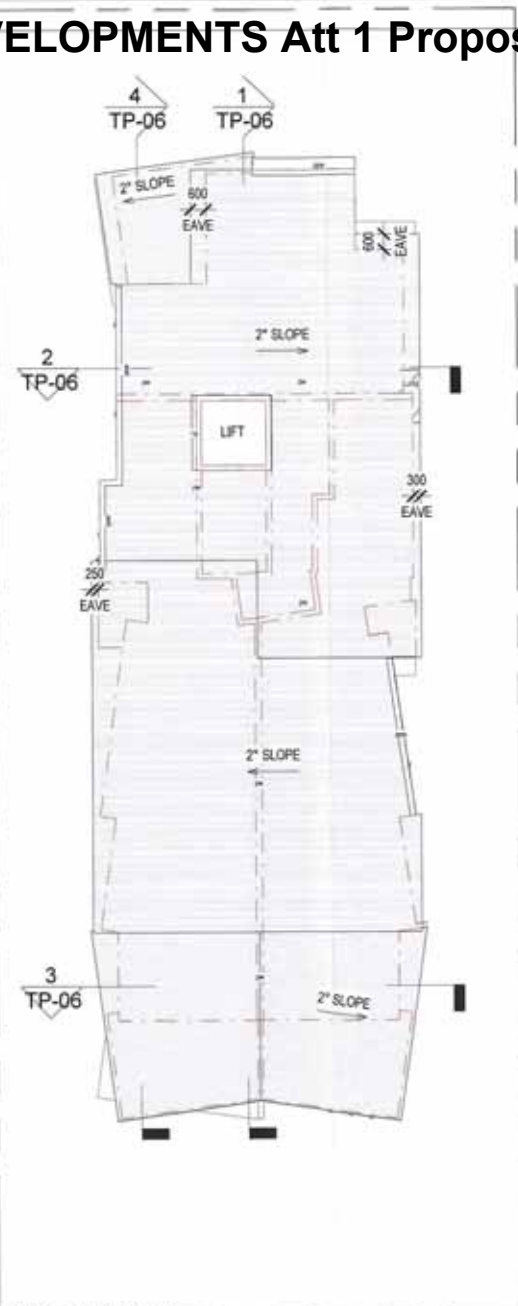 VELOPMENTS Att 1 Propos
4
TP-06
1
TP-06
2° SLOPE
600
EAVE
600
EAVE
2° SLOPE
2
TP-06
LIFT
300
EAVE
250
EAVE
2° SLOPE
3
TP-06
2° SLOPE